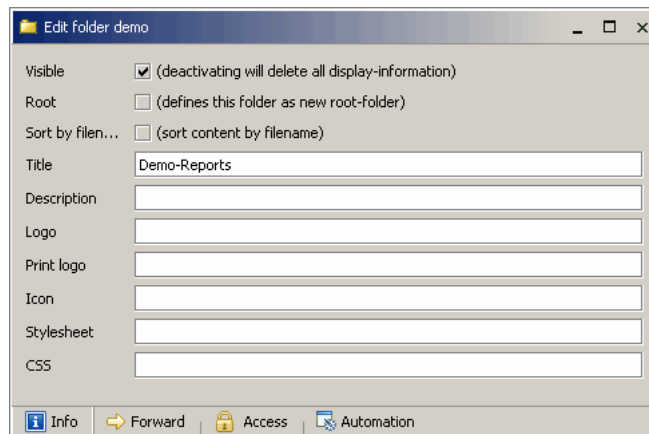 Edit folder demo
Visible (deactivating will delete all display-information)
Root (defines this folder as new root-folder)
Sort by filen... (sort content by filename)
Title Demo-Reports
Description
Logo
Print logo
Icon
Stylesheet
CSS
Info Forward Access Automation